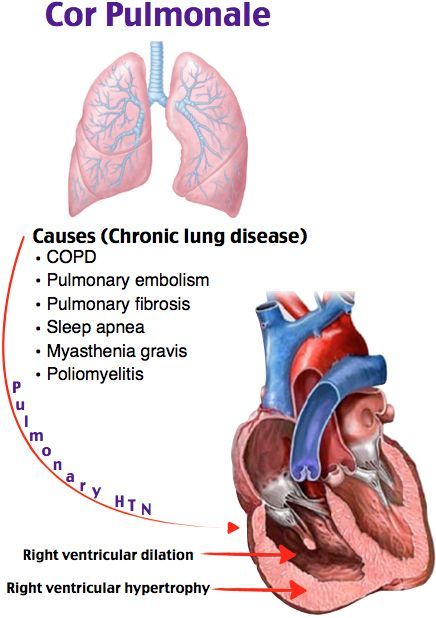 Cor Pulmonale
Causes (Chronic lung disease)
• COPD
• Pulmonary embolism
• Pulmonary fibrosis
• Sleep apnea
• Myasthenia gravis
• Poliomyelitis
Pulmonary HTN
Right ventricular dilation
Right ventricular hypertrophy